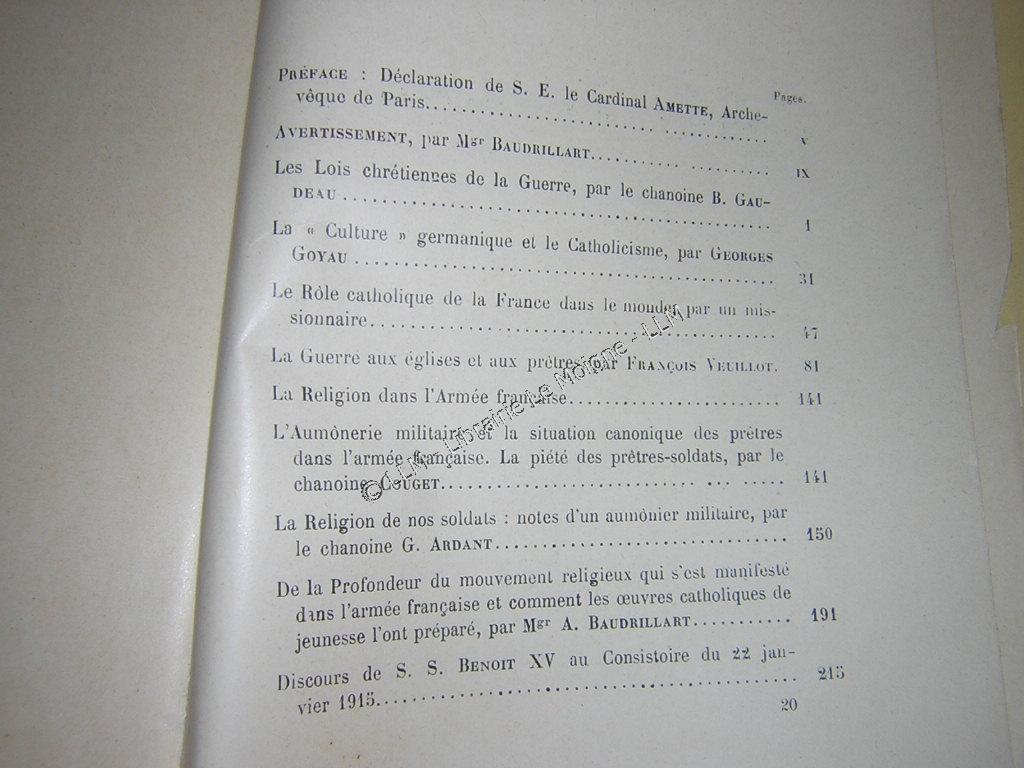 Pages.
PRÉFACE : Déclaration de S. E. le Cardinal AMETTE, Arche-
vêque de Paris........................................ v
AVERTISSEMENT, par Mgr BAUDRILLART.................... IX
Les Lois chrétiennes de la Guerre, par le chanoine B. GAU-
DEAU........................................ 1
La « Culture » germanique et le Catholicisme, par GEORGES
GOYAU........................................ 31
Le Rôle catholique de la France dans le monde, par un mis-
sionnaire........................................ 47
La Guerre aux églises et aux prêtres, par FRANÇOIS VEUILLOT. 81
La Religion dans l'Armée française........................ 141
L'Aumônerie militaire et la situation canonique des prêtres
dans l'armée française. La piété des prêtres-soldats, par le
chanoine COUGET.............................. 141
La Religion de nos soldats : notes d'un aumônier militaire, par
le chanoine G. ARDANT.............................. 150
De la Profondeur du mouvement religieux qui s'est manifesté
dans l'armée française et comment les œuvres catholiques de
jeunesse l'ont préparé, par Mgr A. BAUDRILLART........... 191
Discours de S. S. BENOIT XV au Consistoire du 22 jan-
vier 1915........................................ 215
20
©LLM - Librairie Le Moigne - LLM